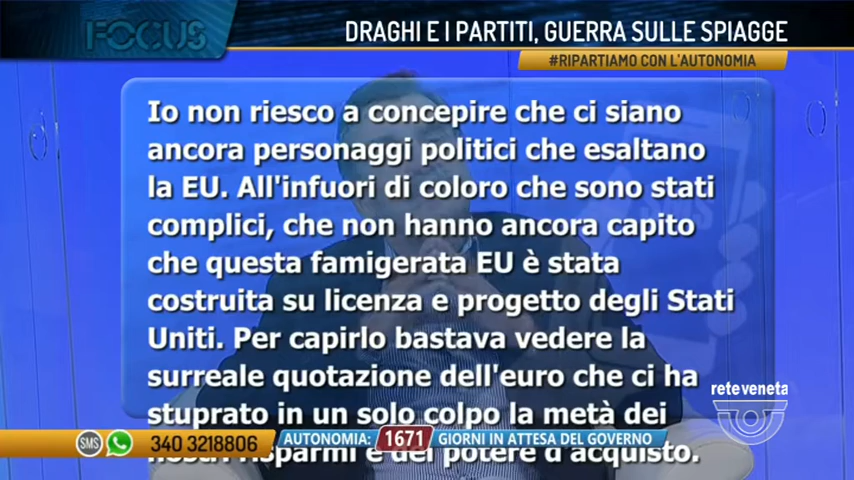 FOCUS
DRAGHI E I PARTITI, GUERRA SULLE SPIAGGE
#RIPARTIAMO CON L'AUTONOMIA
Io non riesco a concepire che ci siano
ancora personaggi politici che esaltano
la EU. All'infuori di coloro che sono stati
complici, che non hanno ancora capito
che questa famigerata EU è stata
costruita su licenza e progetto degli Stati
Uniti. Per capirlo bastava vedere la
surreale quotazione dell'euro che ci ha
stuprato in un solo colpo la metà dei
nostri risparmi e del potere d'acquisto.
reteveneta
SMS 340 3218806 AUTONOMIA: 1671 GIORNI IN ATTESA DEL GOVERNO